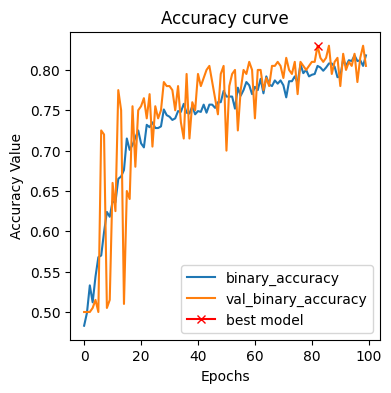 Accuracy curve
Accuracy Value
0.80
0.75
0.70
0.65
0.60
0.55
0.50
binary_accuracy
val_binary_accuracy
best model
0 20 40 60 80 100
Epochs